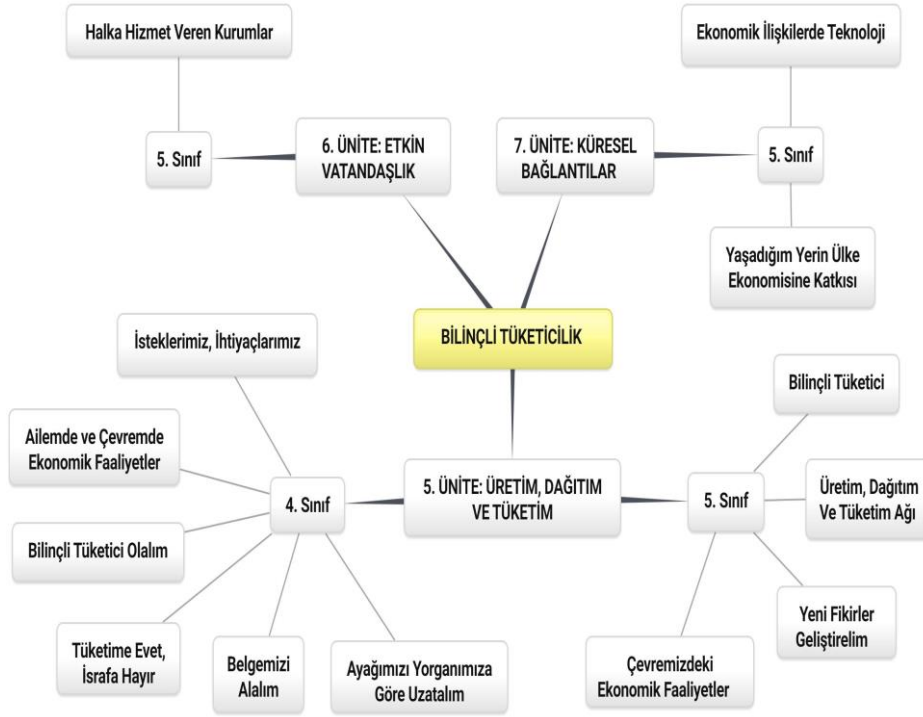 Halka Hizmet Veren Kurumlar
Ekonomik İlişkilerde Teknoloji
5. Sınıf
6. ÜNİTE: ETKİN
VATANDAŞLIK
7. ÜNİTE: KÜRESEL
BAĞLANTILAR
5. Sınıf
Yaşadığım Yerin Ülke
Ekonomisine Katkısı
BİLİNÇLİ TÜKETİCİLİK
İsteklerimiz, İhtiyaçlarımız
Bilinçli Tüketici
Ailemde ve Çevremde
Ekonomik Faaliyetler
4. Sınıf
5. ÜNİTE: ÜRETİM, DAĞITIM
VE TÜKETİM
5. Sınıf
Üretim, Dağıtım
Ve Tüketim Ağı
Bilinçli Tüketici Olalım
Yeni Fikirler
Geliştirelim
Tüketime Evet,
İsrafa Hayır
Belgemizi
Alalım
Ayağımızı Yorganımıza
Göre Uzatalım
Çevremizdeki
Ekonomik Faaliyetler